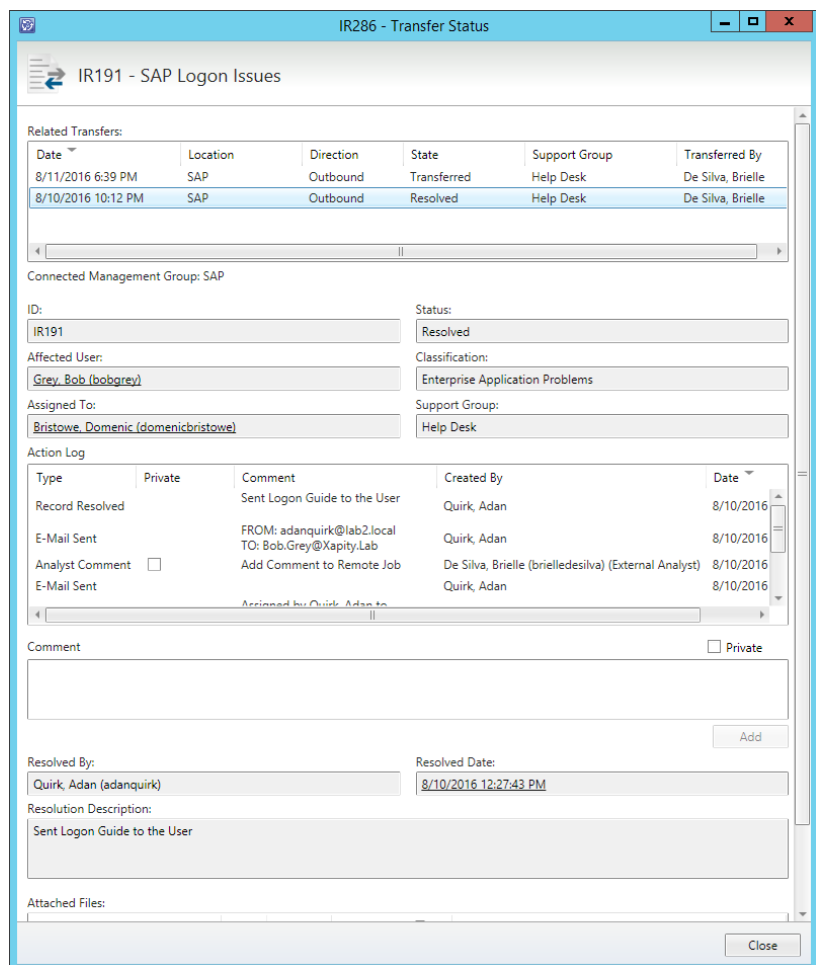 IR286 - Transfer Status
IR191 - SAP Logon Issues
Related Transfers:
Date Location Direction State Support Group Transferred By
8/11/2016 6:39 PM SAP Outbound Transferred Help Desk De Silva, Brielle
8/10/2016 10:12 PM SAP Outbound Resolved Help Desk De Silva, Brielle
Connected Management Group: SAP
ID: Status:
IR191 Resolved
Affected User: Classification:
Grey, Bob (bobgrey) Enterprise Application Problems
Assigned To: Support Group:
Bristowe, Domenic (domenicbristowe) Help Desk
Action Log
Type Private Comment Created By Date
Record Resolved Sent Logon Guide to the User Quirk, Adan 8/10/2016
E-Mail Sent FROM: adanquirk@lab2.local Quirk, Adan 8/10/2016
TO: Bob.Grey@Xapity.Lab
Analyst Comment Add Comment to Remote Job De Silva, Brielle (brielledesilva) (External Analyst) 8/10/2016
E-Mail Sent Quirk, Adan 8/10/2016
Assigned by Quirk, Adan to
Comment Private
Add
Resolved By: Resolved Date:
Quirk, Adan (adanquirk) 8/10/2016 12:27:43 PM
Resolution Description:
Sent Logon Guide to the User
Attached Files:
Close